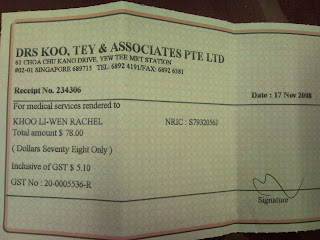 DRS KOO, TEY & ASSOCIATES PTE LTD
61 CHOA CHU KANG DRIVE, YEW TEE MRT STATION
#02-01 SINGAPORE 689715 TEL: 6892 4191/FAX: 6892 6381
Receipt No. 234306
Date : 17 Nov 2008
For medical services rendered to
KHOO LI-WEN RACHEL NRIC :
Total amount $ 78.00
( Dollars Seventy Eight Only )
Inclusive of GST $ 5.10
GST No : 20-0005536-R
Signature